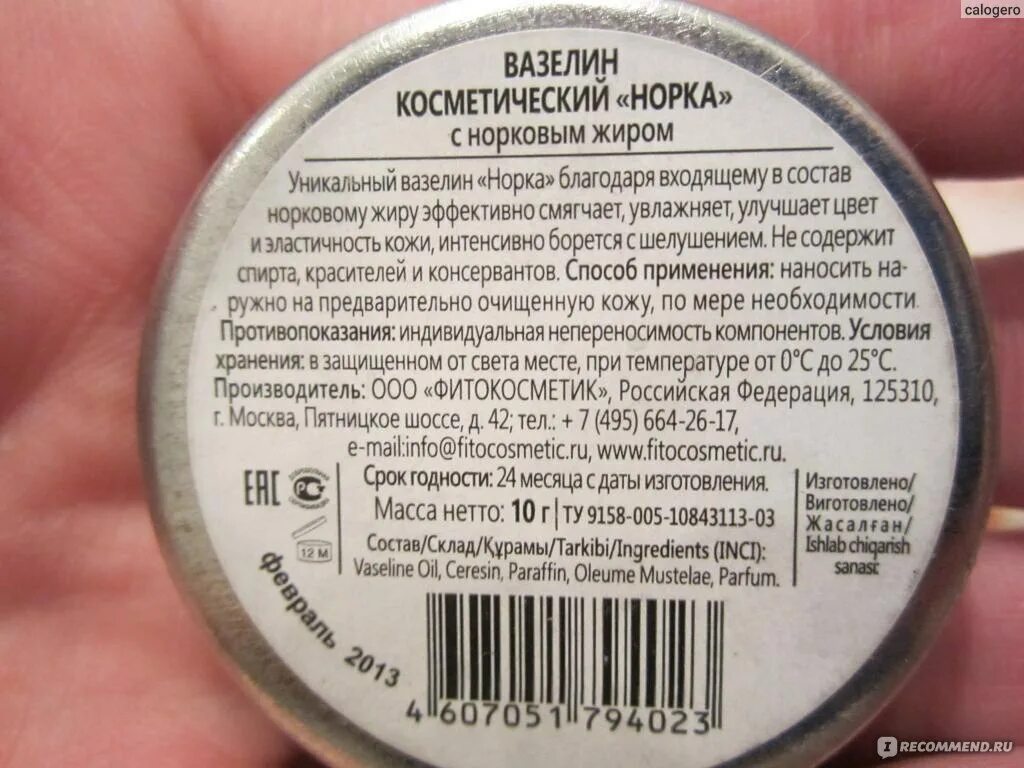 calogero
ВАЗЕЛИН
КОСМЕТИЧЕСКИЙ «НОРКА»
С НОРКОВЫМ ЖИРОМ
Уникальный вазелин «Норка» благодаря входящему в состав
норковому жиру эффективно смягчает, увлажняет, улучшает цвет
и эластичность кожи, интенсивно борется с шелушением. Не содержит
спирта, красителей и консервантов. Способ применения: наносить на-
ружно на предварительно очищенную кожу, по мере необходимости.
Противопоказания: индивидуальная непереносимость компонентов. Условия
хранения: в защищенном от света месте, при температуре от 0°С до 25°С.
Производитель: ООО «ФИТОКОСМЕТИК», Российская Федерация, 125310,
г. Москва, Пятницкое шоссе, д. 42; тел.: + 7 (495) 664-26-17,
e-mail:info@fitocosmetic.ru, www.fitocosmetic.ru.
ЕАС РС
Срок годности: 24 месяца с даты изготовления.
Масса нетто: 10 г | ТУ 9158-005-10843113-03
12 M
Состав/Склад/Құрамы/Tarkibi/Ingredients (INCI):
Vaseline Oil, Ceresin, Paraffin, Oleume Mustelae, Parfum.
Изготовлено/
Виготовлено/
Жасалған/
Ishlab chiqarish
sanasi:
февраль 2013
4 607051 794023
IRECOMMEND.RU